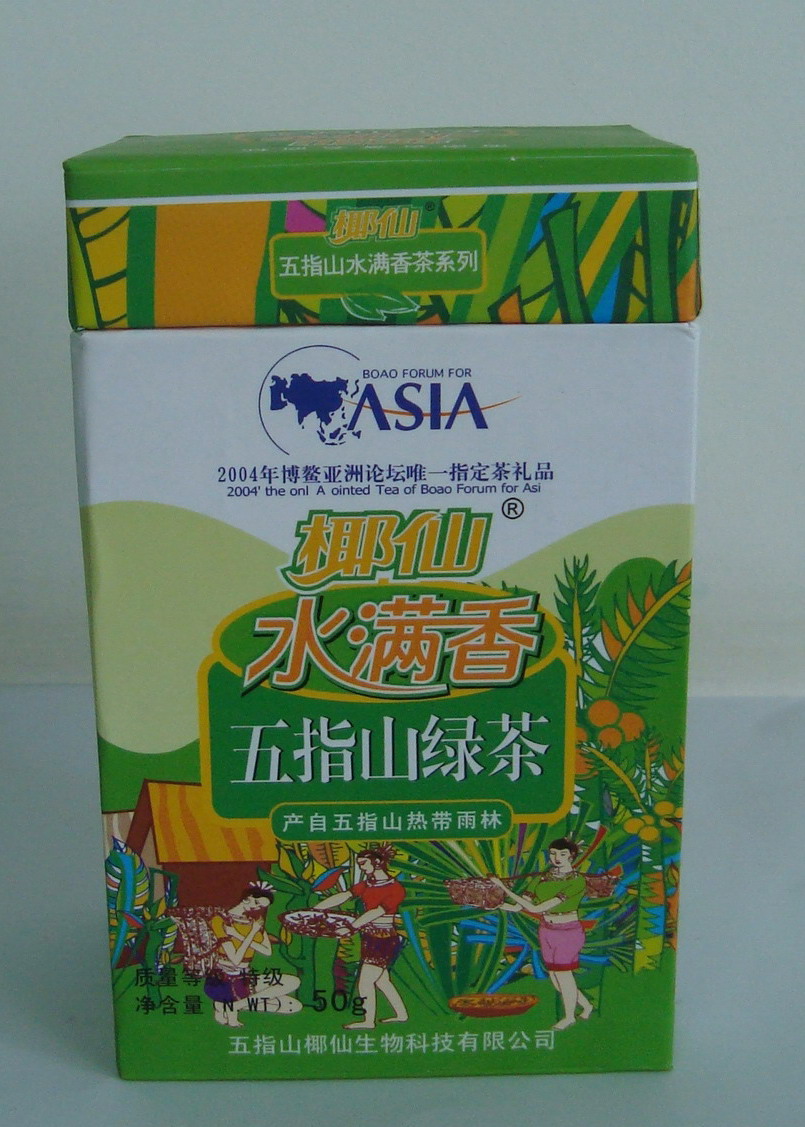 椰仙®
五指山水满香茶系列
BOAO FORUM FOR
ASIA
2004年博鳌亚洲论坛唯一指定茶礼品
2004' the onl A ointed Tea of Boao Forum for Asi
椰仙®
水满香
五指山绿茶
产自五指山热带雨林
质量等级 特级
净含量(N.WT): 50g
五指山椰仙生物科技有限公司